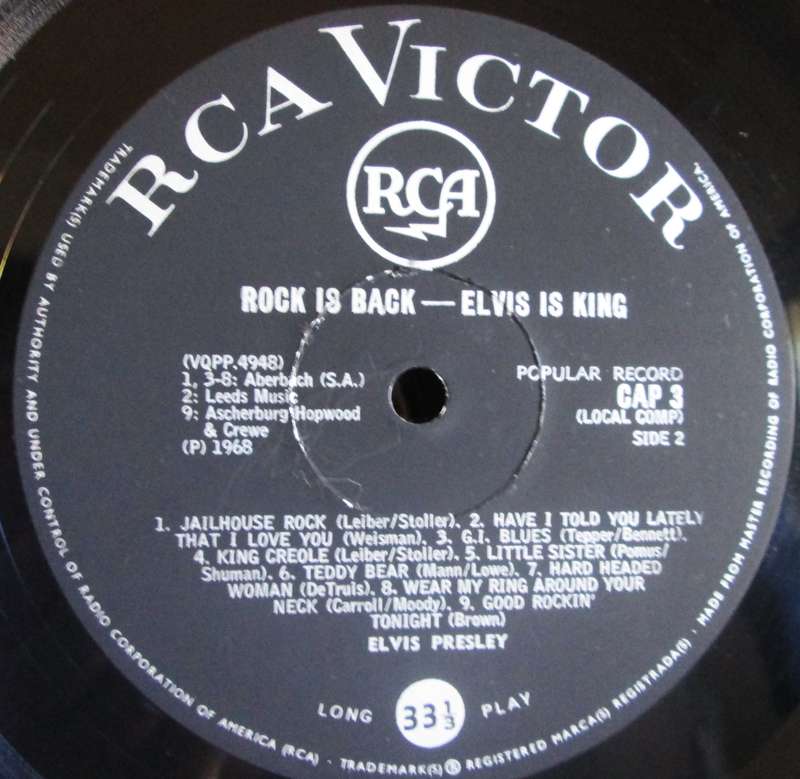 RCA VICTOR
RCA
ROCK IS BACK — ELVIS IS KING
(VQPP.4948)
1, 3-8: Aberbach (S.A.)
2: Leeds Music
9: Ascherburg Hopwood
& Crewe
(P) 1968
POPULAR RECORD
CAP 3
(LOCAL COMP)
SIDE 2
1. JAILHOUSE ROCK (Leiber/Stoller). 2. HAVE I TOLD YOU LATELY
THAT I LOVE YOU (Weisman). 3. G.I. BLUES (Tepper/Bennett).
4. KING CREOLE (Leiber/Stoller). 5. LITTLE SISTER (Pomus/
Shuman). 6. TEDDY BEAR (Mann/Lowe). 7. HARD HEADED
WOMAN (DeTruis). 8. WEAR MY RING AROUND YOUR
NECK (Carroll/Moody). 9. GOOD ROCKIN'
TONIGHT (Brown)
ELVIS PRESLEY
LONG 33 1/3 PLAY
TRADEMARK(S) USED BY AUTHORITY AND UNDER CONTROL OF RADIO CORPORATION OF AMERICA (RCA) · TRADEMARK(S) ® REGISTERED MARCA(S) REGISTRADA(S) · MADE FROM MASTER RECORDING OF RADIO CORPORATION OF AMERICA.